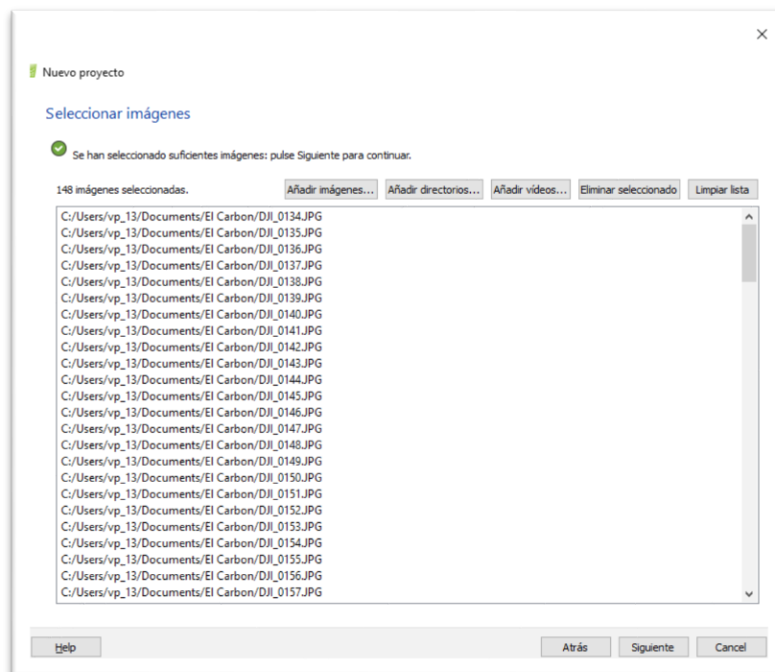 Nuevo proyecto
Seleccionar imágenes
Se han seleccionado suficientes imágenes: pulse Siguiente para continuar.
148 imágenes seleccionadas. Añadir imágenes... Añadir directorios... Añadir vídeos... Eliminar seleccionado Limpiar lista
C:/Users/vp_13/Documents/El Carbon/DJI_0134.JPG
C:/Users/vp_13/Documents/El Carbon/DJI_0135.JPG
C:/Users/vp_13/Documents/El Carbon/DJI_0136.JPG
C:/Users/vp_13/Documents/El Carbon/DJI_0137.JPG
C:/Users/vp_13/Documents/El Carbon/DJI_0138.JPG
C:/Users/vp_13/Documents/El Carbon/DJI_0139.JPG
C:/Users/vp_13/Documents/El Carbon/DJI_0140.JPG
C:/Users/vp_13/Documents/El Carbon/DJI_0141.JPG
C:/Users/vp_13/Documents/El Carbon/DJI_0142.JPG
C:/Users/vp_13/Documents/El Carbon/DJI_0143.JPG
C:/Users/vp_13/Documents/El Carbon/DJI_0144.JPG
C:/Users/vp_13/Documents/El Carbon/DJI_0145.JPG
C:/Users/vp_13/Documents/El Carbon/DJI_0146.JPG
C:/Users/vp_13/Documents/El Carbon/DJI_0147.JPG
C:/Users/vp_13/Documents/El Carbon/DJI_0148.JPG
C:/Users/vp_13/Documents/El Carbon/DJI_0149.JPG
C:/Users/vp_13/Documents/El Carbon/DJI_0150.JPG
C:/Users/vp_13/Documents/El Carbon/DJI_0151.JPG
C:/Users/vp_13/Documents/El Carbon/DJI_0152.JPG
C:/Users/vp_13/Documents/El Carbon/DJI_0153.JPG
C:/Users/vp_13/Documents/El Carbon/DJI_0154.JPG
C:/Users/vp_13/Documents/El Carbon/DJI_0155.JPG
C:/Users/vp_13/Documents/El Carbon/DJI_0156.JPG
C:/Users/vp_13/Documents/El Carbon/DJI_0157.JPG
Help Atrás Siguiente Cancel